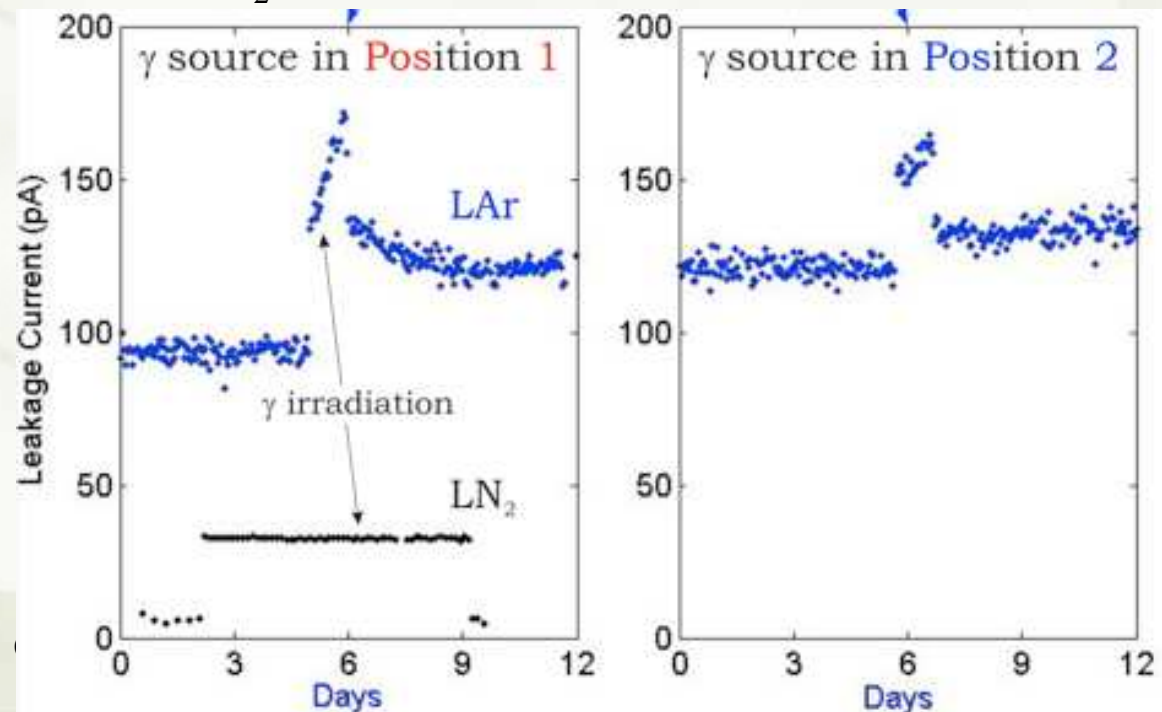 2
γ source in Position 1
γ source in Position 2
Leakage Current (pA)
200
150
100
50
0
LAr
γ irradiation
LN₂
0 3 6 9 12
Days
200
150
100
50
0
0 3 6 9 12
Days